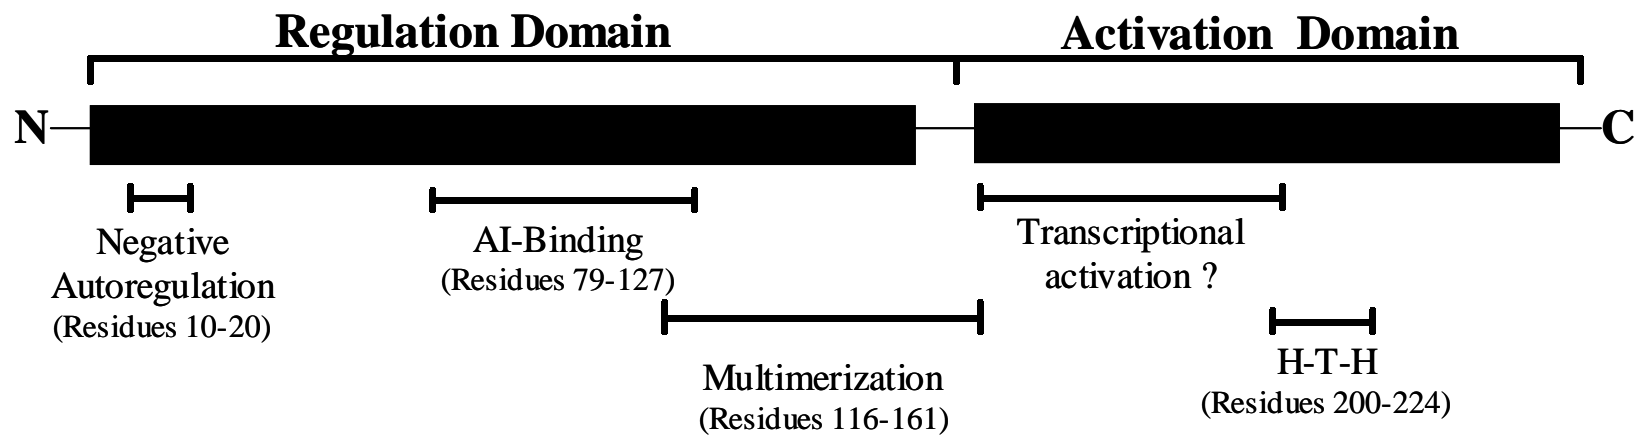 Regulation Domain
Activation Domain
N
C
Negative
Autoregulation
(Residues 10-20)
AI-Binding
(Residues 79-127)
Transcriptional
activation ?
Multimerization
(Residues 116-161)
H-T-H
(Residues 200-224)